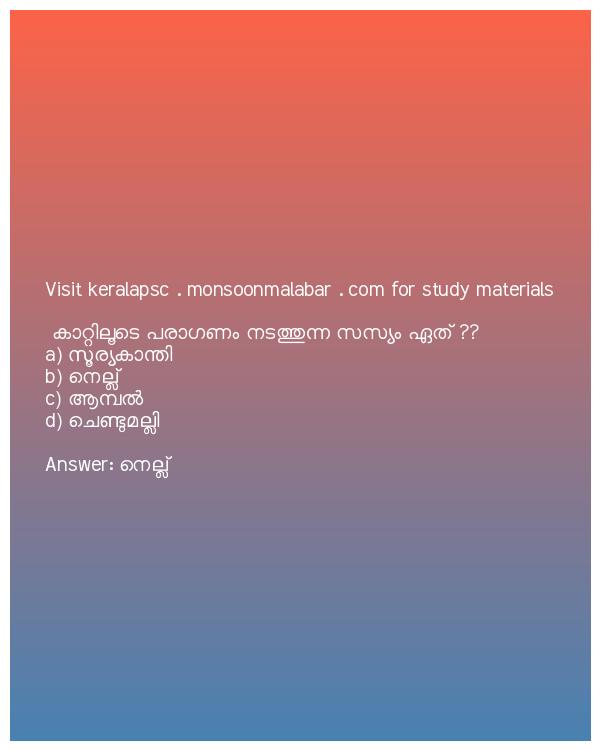 Visit keralapsc . monsoonmalabar . com for study materials
കാറ്റിലൂടെ പരാഗണം നടത്തുന്ന സസ്യം ഏത് ??
a) സൂര്യകാന്തി
b) നെല്ല്
c) ആമ്പൽ
d) ചെണ്ടുമല്ലി
Answer: നെല്ല്